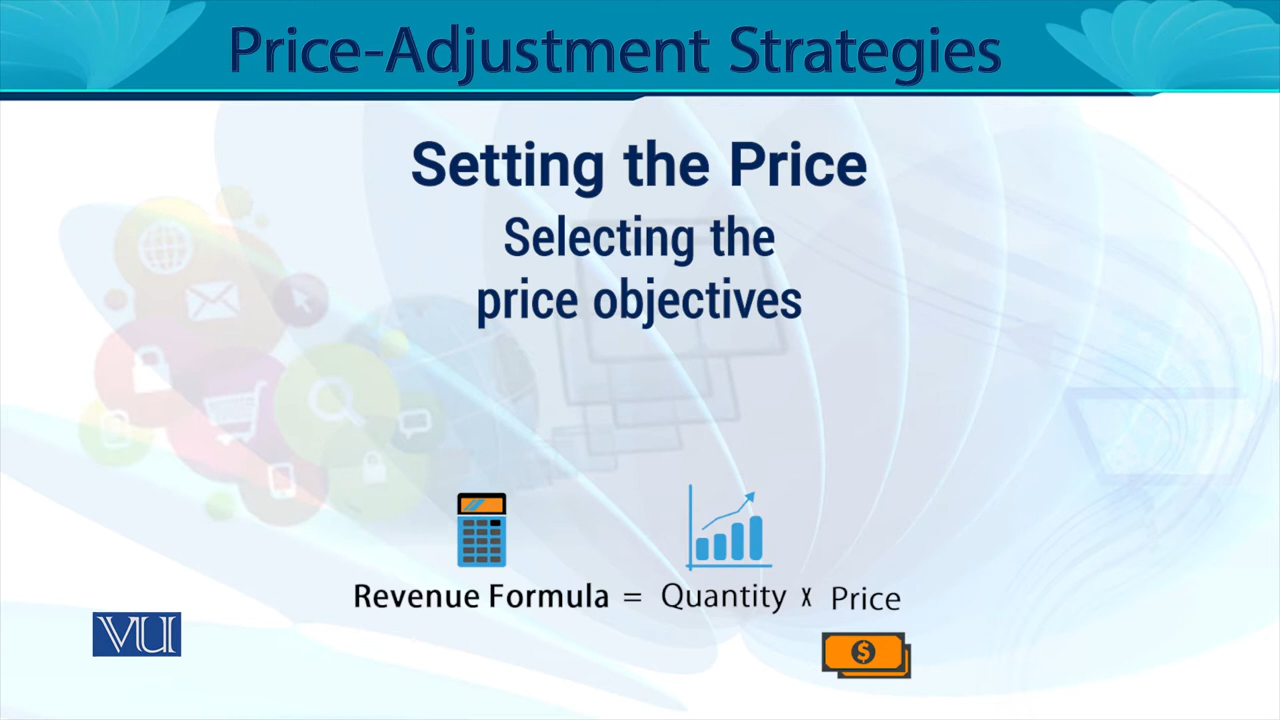 Price-Adjustment Strategies
Setting the Price
Selecting the
price objectives
Revenue Formula = Quantity x Price
$
VU